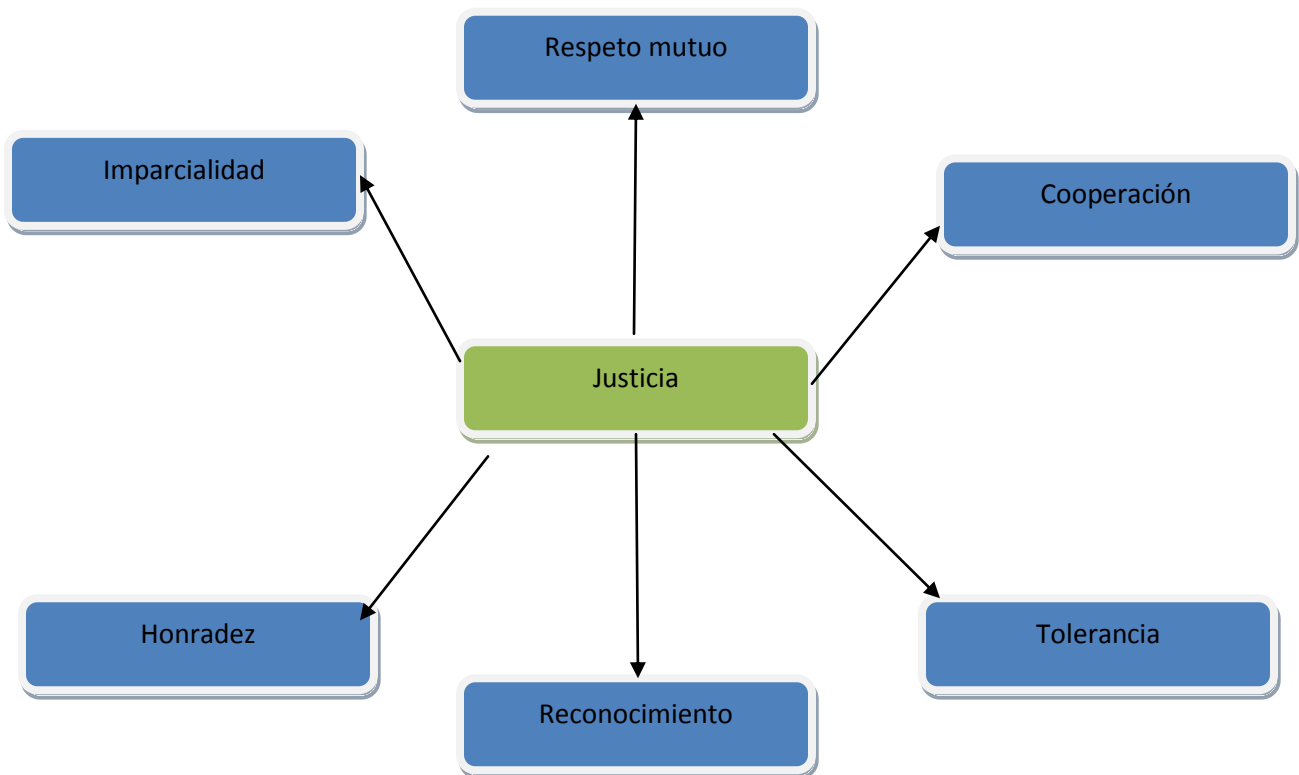 Respeto mutuo
Imparcialidad
Cooperación
Justicia
Honradez
Tolerancia
Reconocimiento